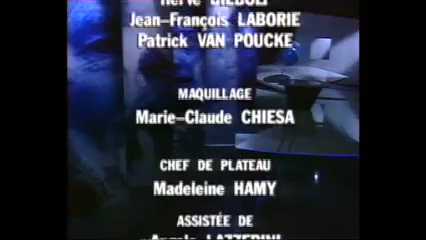 Jean–François LABORIE
Patrick VAN POUCKE
MAQUILLAGE
Marie–Claude CHIESA
CHEF DE PLATEAU
Madeleine HAMY
ASSISTÉE DE